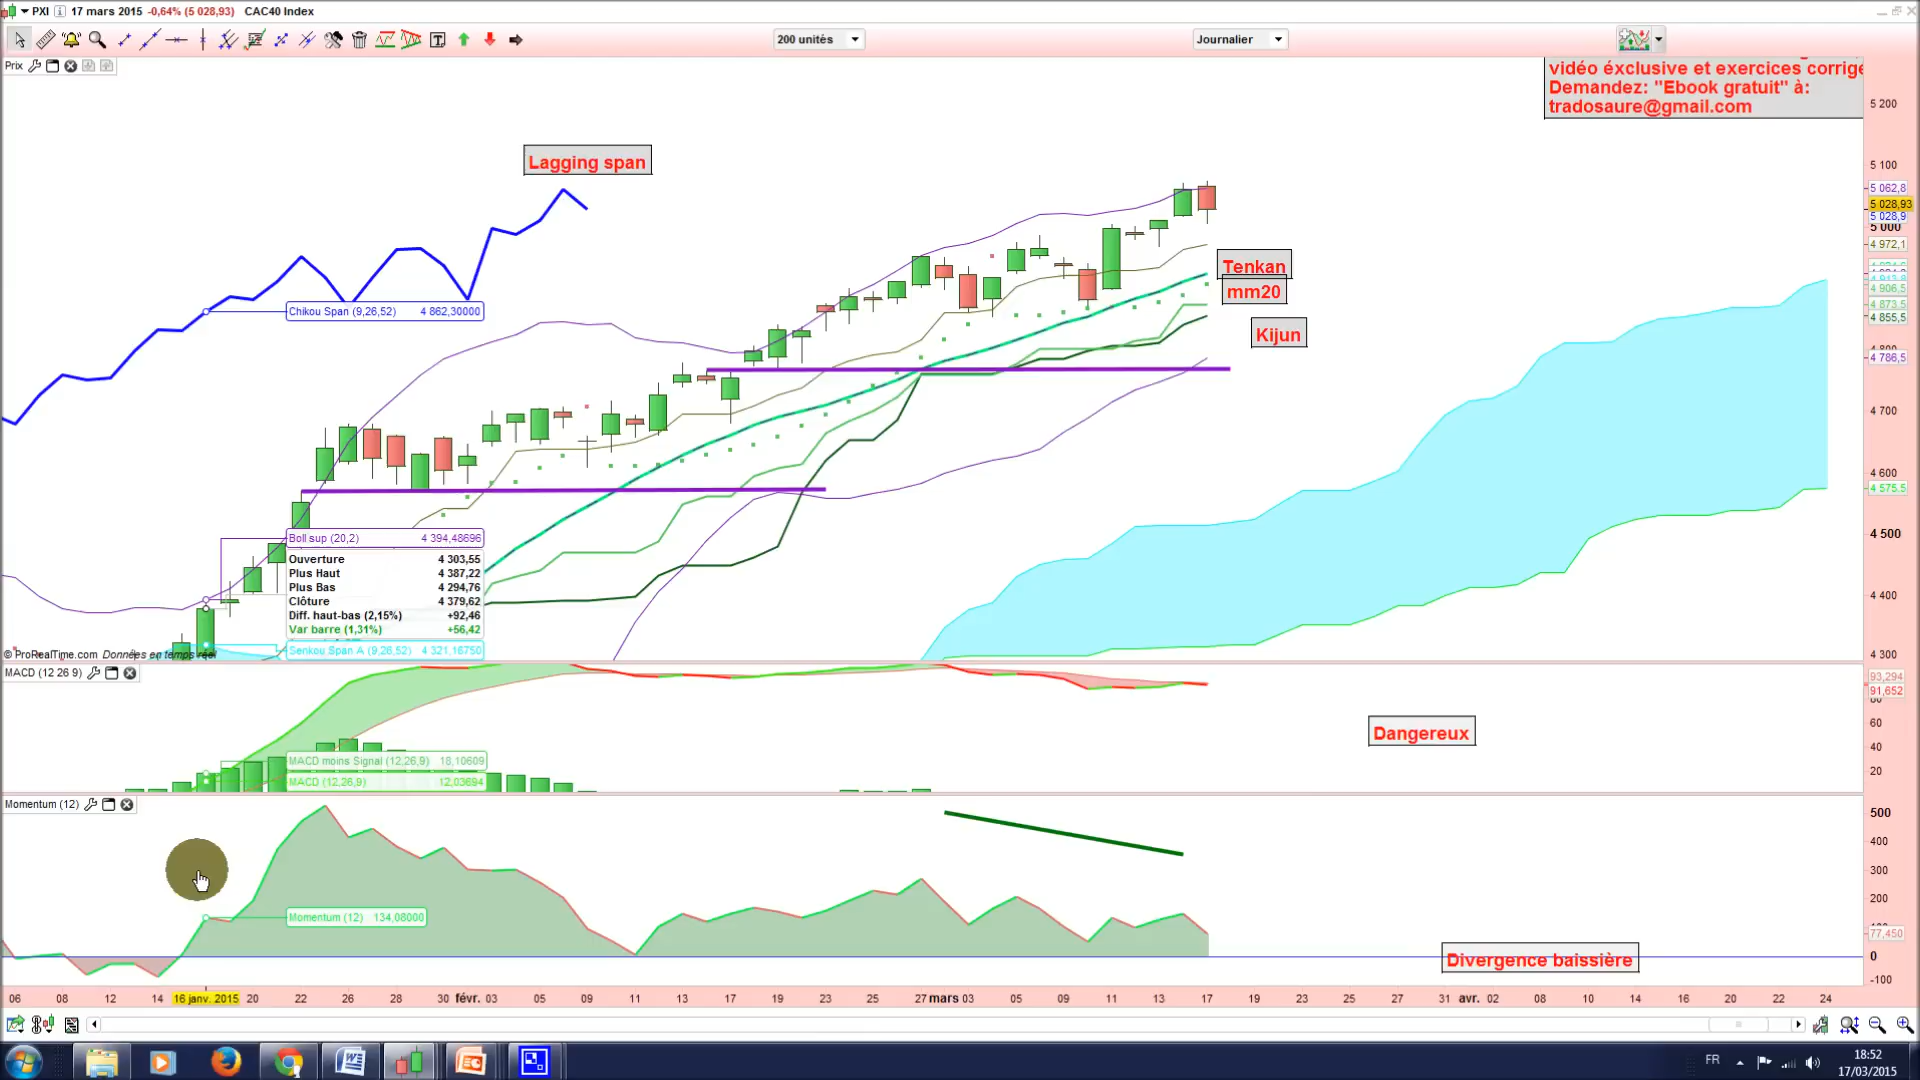 PXI 17 mars 2015 -0,64% (5 028,93) CAC40 Index
200 unités
Journalier
Prix
vidéo éxclusive et exercices corrigé
Demandez: "Ebook gratuit" à:
tradosaure@gmail.com
Lagging span
Tenkan
mm20
Kijun
Chikou Span (9,26,52) 4 862,30000
Boll sup (20,2) 4 394,48696
Ouverture 4 303,55
Plus Haut 4 387,22
Plus Bas 4 294,76
Clôture 4 379,62
Diff. haut-bas (2,15%) +92,46
Var barre (1,31%) +56,42
Senkou Span A (9,26,52) 4 321,16750
5 200
5 100
5 062,8
5 028,93
5 028,9
5 000
4 972,1
4 906,5
4 873,5
4 855,5
4 786,5
4 700
4 600
4 575,5
4 500
4 400
4 300
© ProRealTime.com Données en temps réel
MACD (12 26 9)
93,294
91,652
60
40
20
Dangereux
MACD moins Signal (12,26,9) 18,10609
MACD (12,26,9) 12,03694
Momentum (12)
500
400
300
200
77,450
0
-100
Momentum (12) 134,08000
Divergence baissière
06 08 12 14 16 janv. 2015 20 22 26 28 30 févr. 03 05 09 11 13 17 19 23 25 27 mars 03 05 09 11 13 17 19 23 25 27 31 avr. 02 08 10 14 16 20 22 24
FR
18:52
17/03/2015